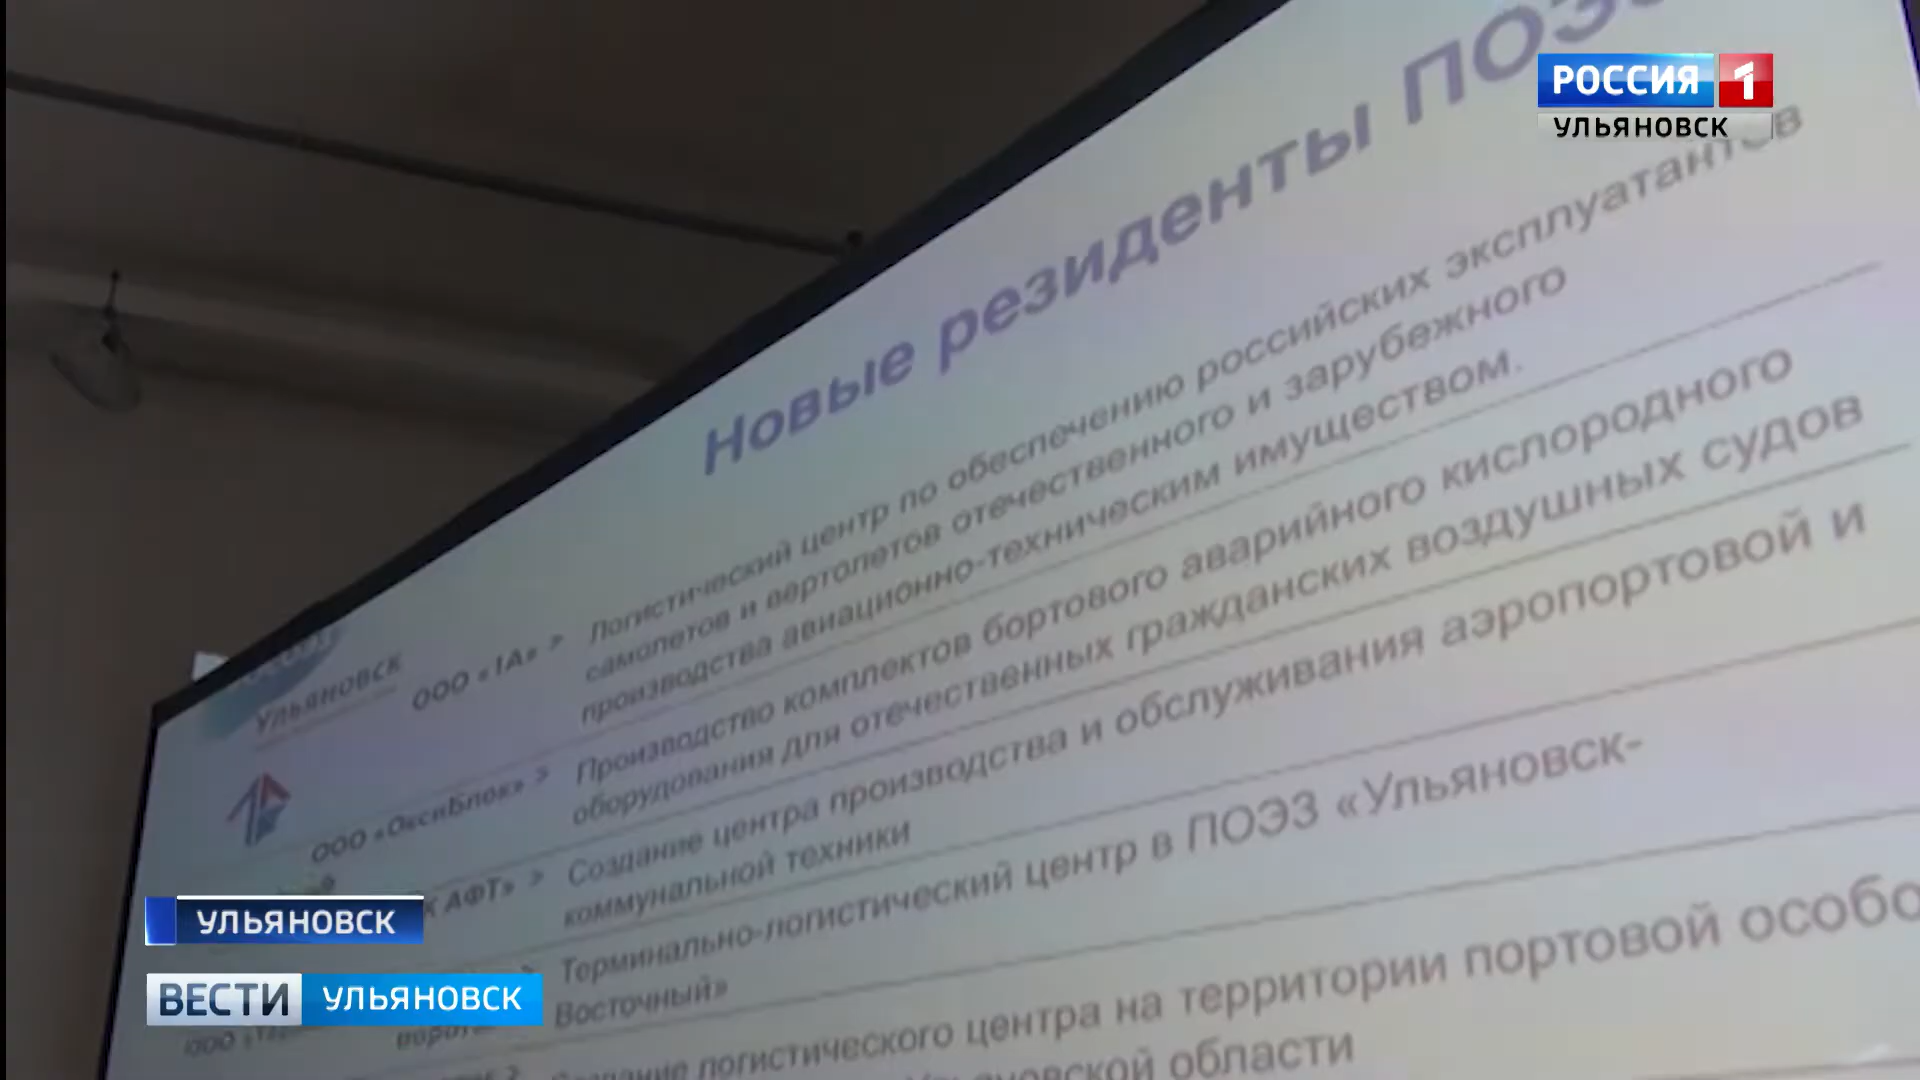 РОССИЯ 1
УЛЬЯНОВСК
Новые резиденты ПОЭЗ
УЛЬЯНОВСК
ООО «1А» >
Логистический центр по обеспечению российских эксплуатантов
самолетов и вертолетов отечественного и зарубежного
производства авиационно-техническим имуществом.
ООО «ОксиБлок» >
Производство комплектов бортового аварийного кислородного
оборудования для отечественных гражданских воздушных судов
АФТ» >
Создание центра производства и обслуживания аэропортовой и
коммунальной техники
Терминально-логистический центр в ПОЭЗ «Ульяновск-
Восточный»
ООО
логистического центра на территории портовой особо
области
УЛЬЯНОВСК
ВЕСТИ УЛЬЯНОВСК